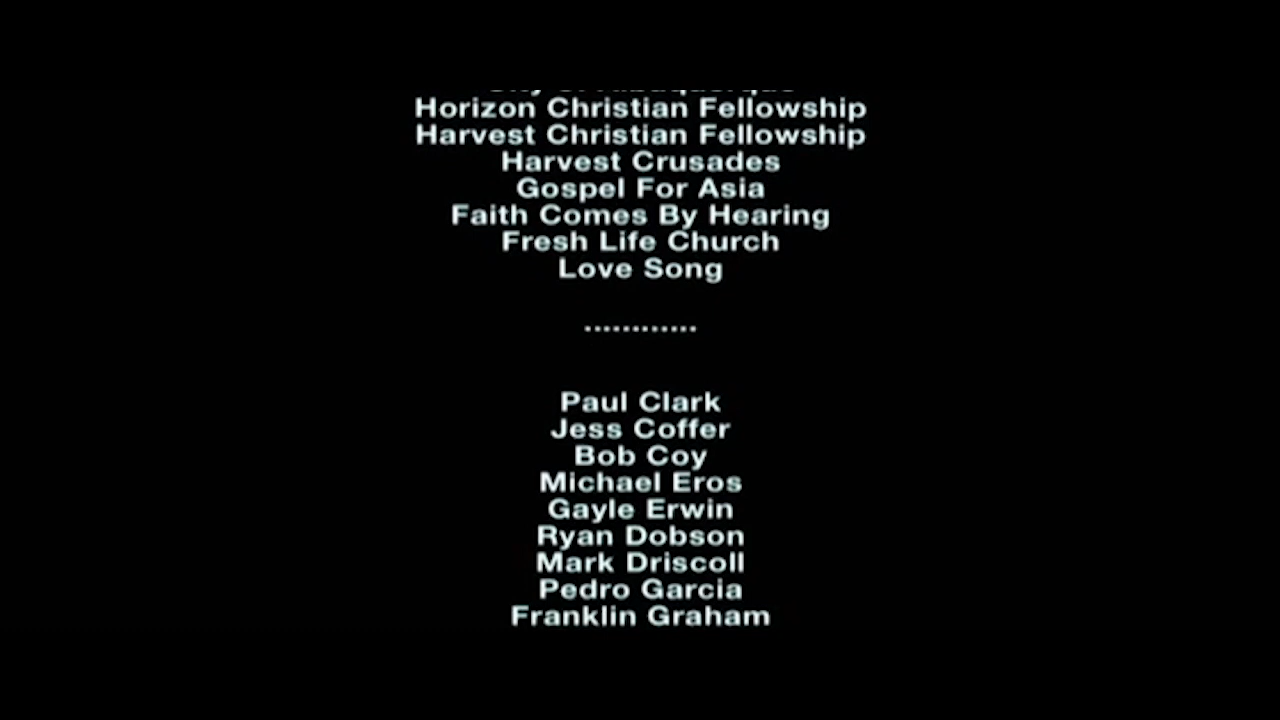 Horizon Christian Fellowship
Harvest Christian Fellowship
Harvest Crusades
Gospel For Asia
Faith Comes By Hearing
Fresh Life Church
Love Song
............
Paul Clark
Jess Coffer
Bob Coy
Michael Eros
Gayle Erwin
Ryan Dobson
Mark Driscoll
Pedro Garcia
Franklin Graham